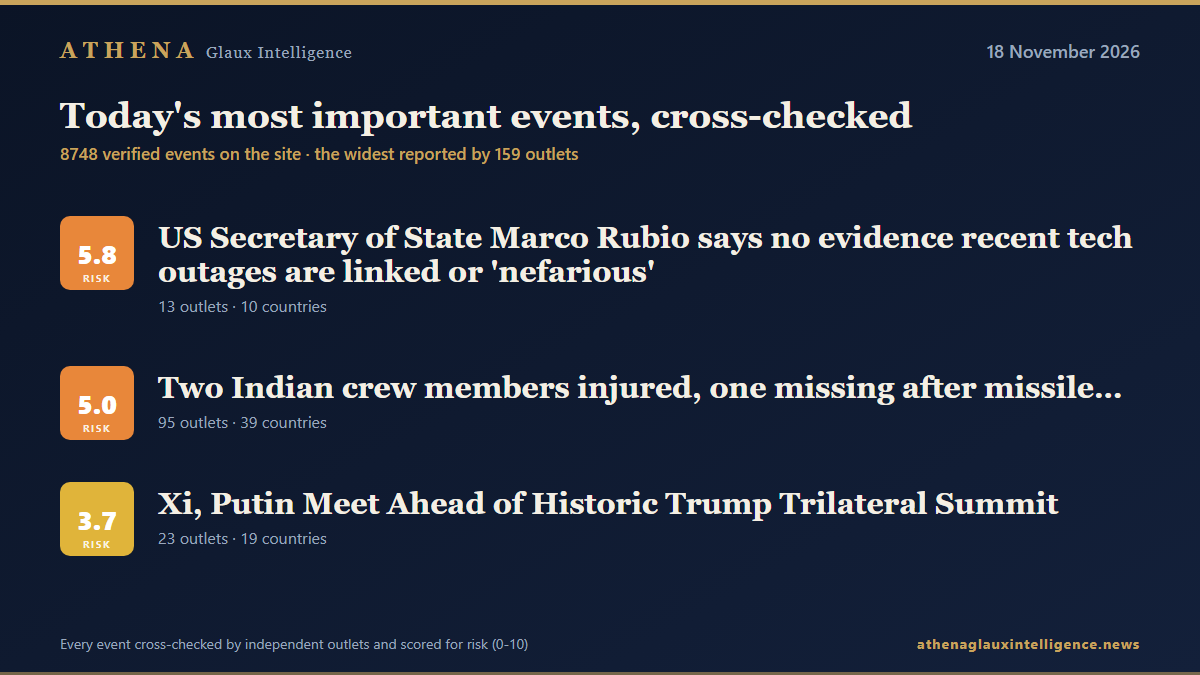 ATHENA Glaux Intelligence
18 November 2026
Today's most important events, cross-checked
8748 verified events on the site · the widest reported by 159 outlets
5.8
RISK
US Secretary of State Marco Rubio says no evidence recent tech
outages are linked or 'nefarious'
13 outlets · 10 countries
5.0
RISK
Two Indian crew members injured, one missing after missile...
95 outlets · 39 countries
3.7
RISK
Xi, Putin Meet Ahead of Historic Trump Trilateral Summit
23 outlets · 19 countries
Every event cross-checked by independent outlets and scored for risk (0-10)
athenaglauxintelligence.news